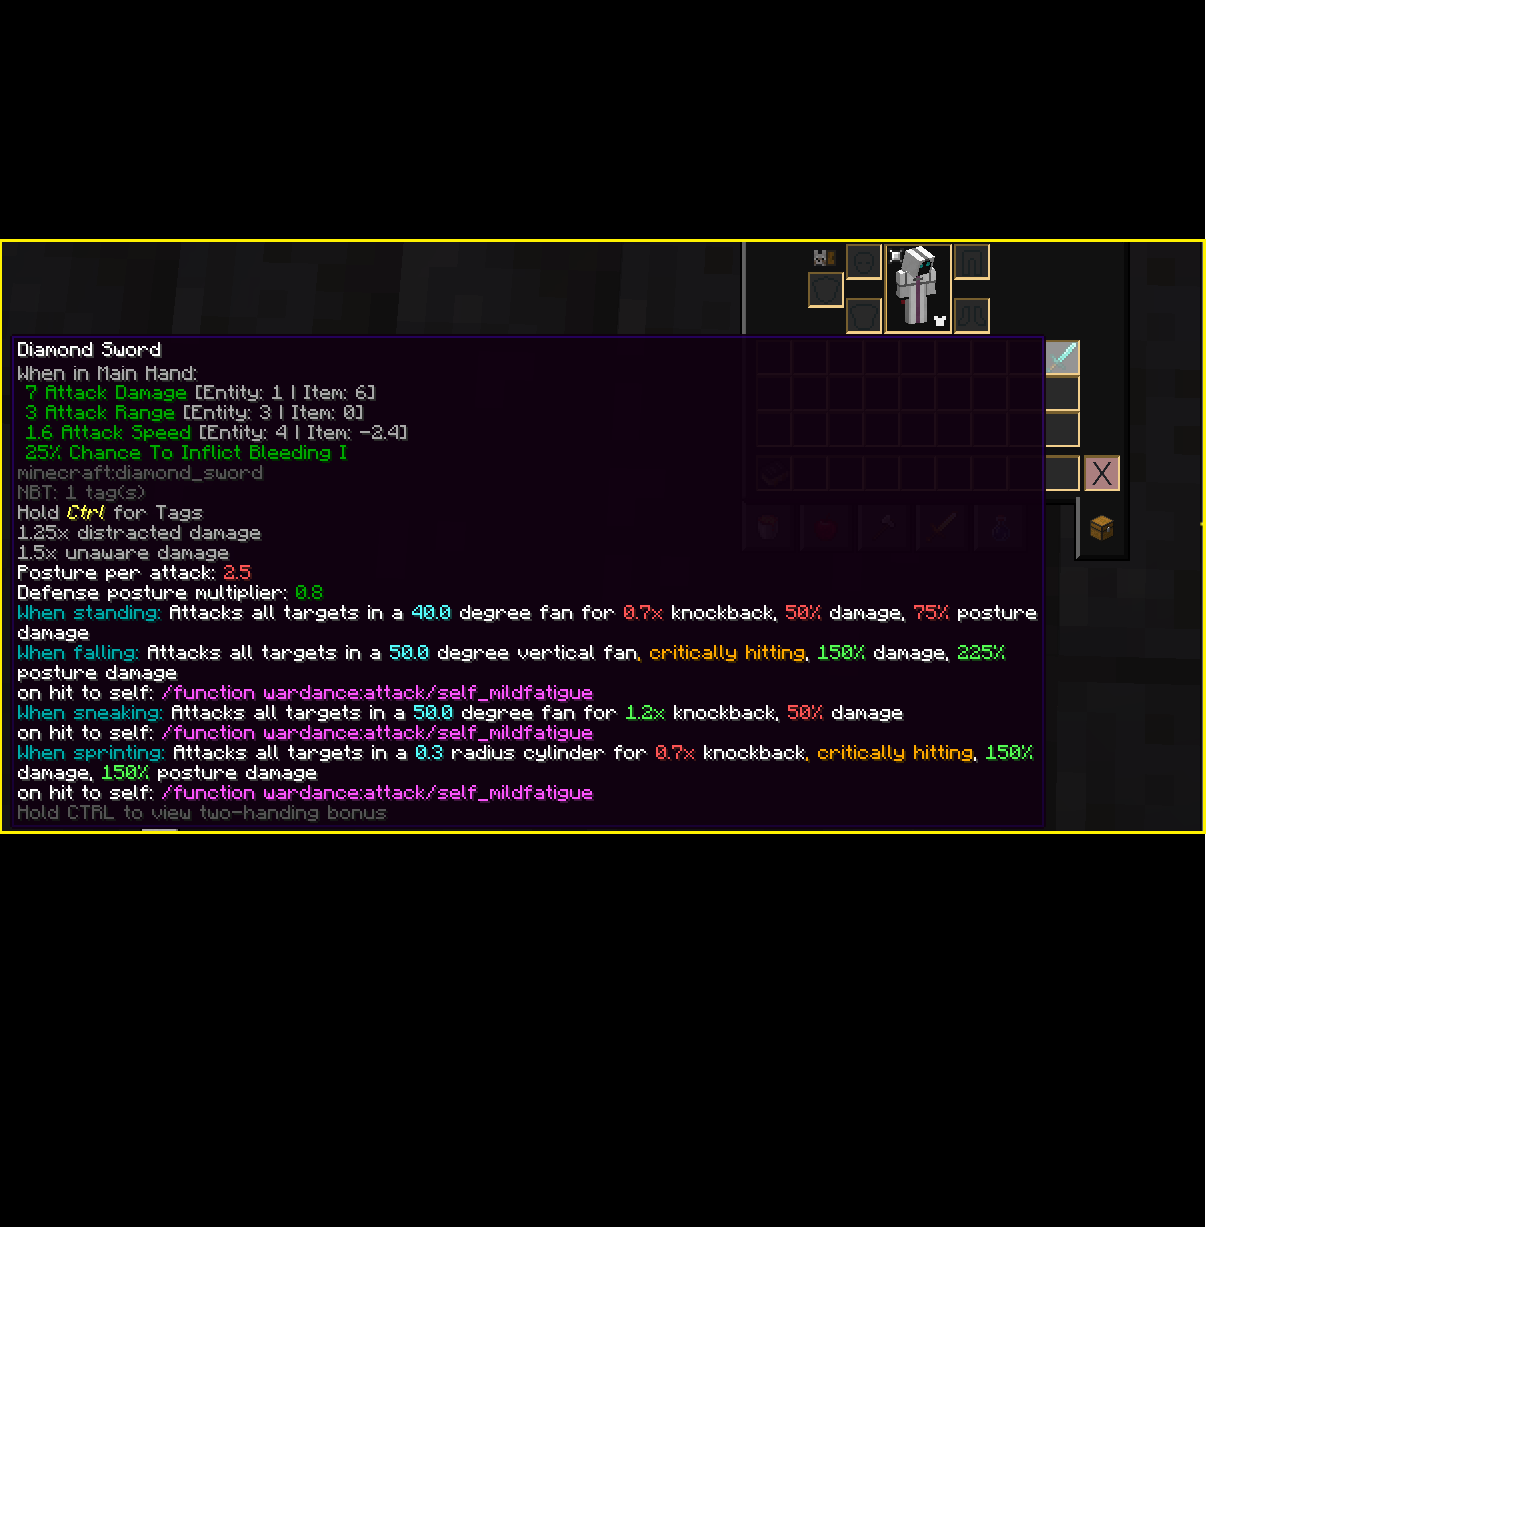 Diamond Sword
When in Main Hand:
7 Attack Damage [Entity: 1 | Item: 6]
3 Attack Range [Entity: 3 | Item: 0]
1.6 Attack Speed [Entity: 4 | Item: -2.4]
25% Chance To Inflict Bleeding I
minecraft:diamond_sword
NBT: 1 tag(s)
Hold Ctrl for Tags
1.25x distracted damage
1.5x unaware damage
Posture per attack: 2.5
Defense posture multiplier: 0.8
When standing: Attacks all targets in a 40.0 degree fan for 0.7x knockback, 50% damage, 75% posture
damage
When falling: Attacks all targets in a 50.0 degree vertical fan, critically hitting, 150% damage, 225%
posture damage
on hit to self: /function wardance:attack/self_mildfatigue
When sneaking: Attacks all targets in a 50.0 degree fan for 1.2x knockback, 50% damage
on hit to self: /function wardance:attack/self_mildfatigue
When sprinting: Attacks all targets in a 0.3 radius cylinder for 0.7x knockback, critically hitting, 150%
damage, 150% posture damage
on hit to self: /function wardance:attack/self_mildfatigue
Hold CTRL to view two-handing bonus
X